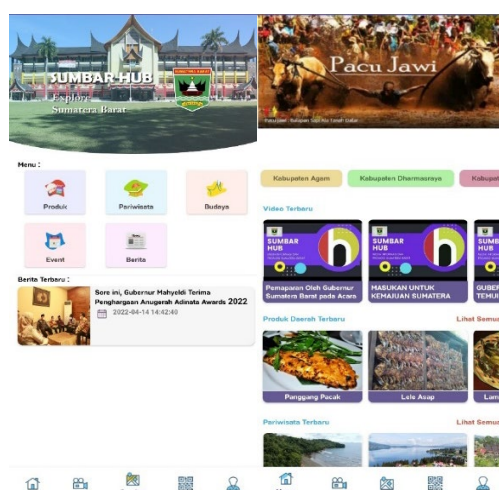 SUMBAR HUB
Explore
Sumatera Barat
Menu :
Produk
Pariwisata
Budaya
Event
Berita
Berita Terbaru :
Sore ini, Gubernur Mahyeldi Terima
Penghargaan Anugerah Adinata Awards 2022
2022-04-14 14:42:40
Pacu Jawi
Kabupaten Agam
Kabupaten Dharmasraya
Kabupat
Video Terbaru
SUMBAR
HUB
SUMBAR
HUB
SUMB
HUB
Pemaparan Oleh Gubernur
Sumatera Barat pada Acara
MASUKAN UNTUK
KEMAJUAN SUMATERA
GUBER
TEMUI
Produk Daerah Terbaru
Lihat Semua
Panggang Pacak
Lele Asap
Lam
Pariwisata Terbaru
Lihat Semua